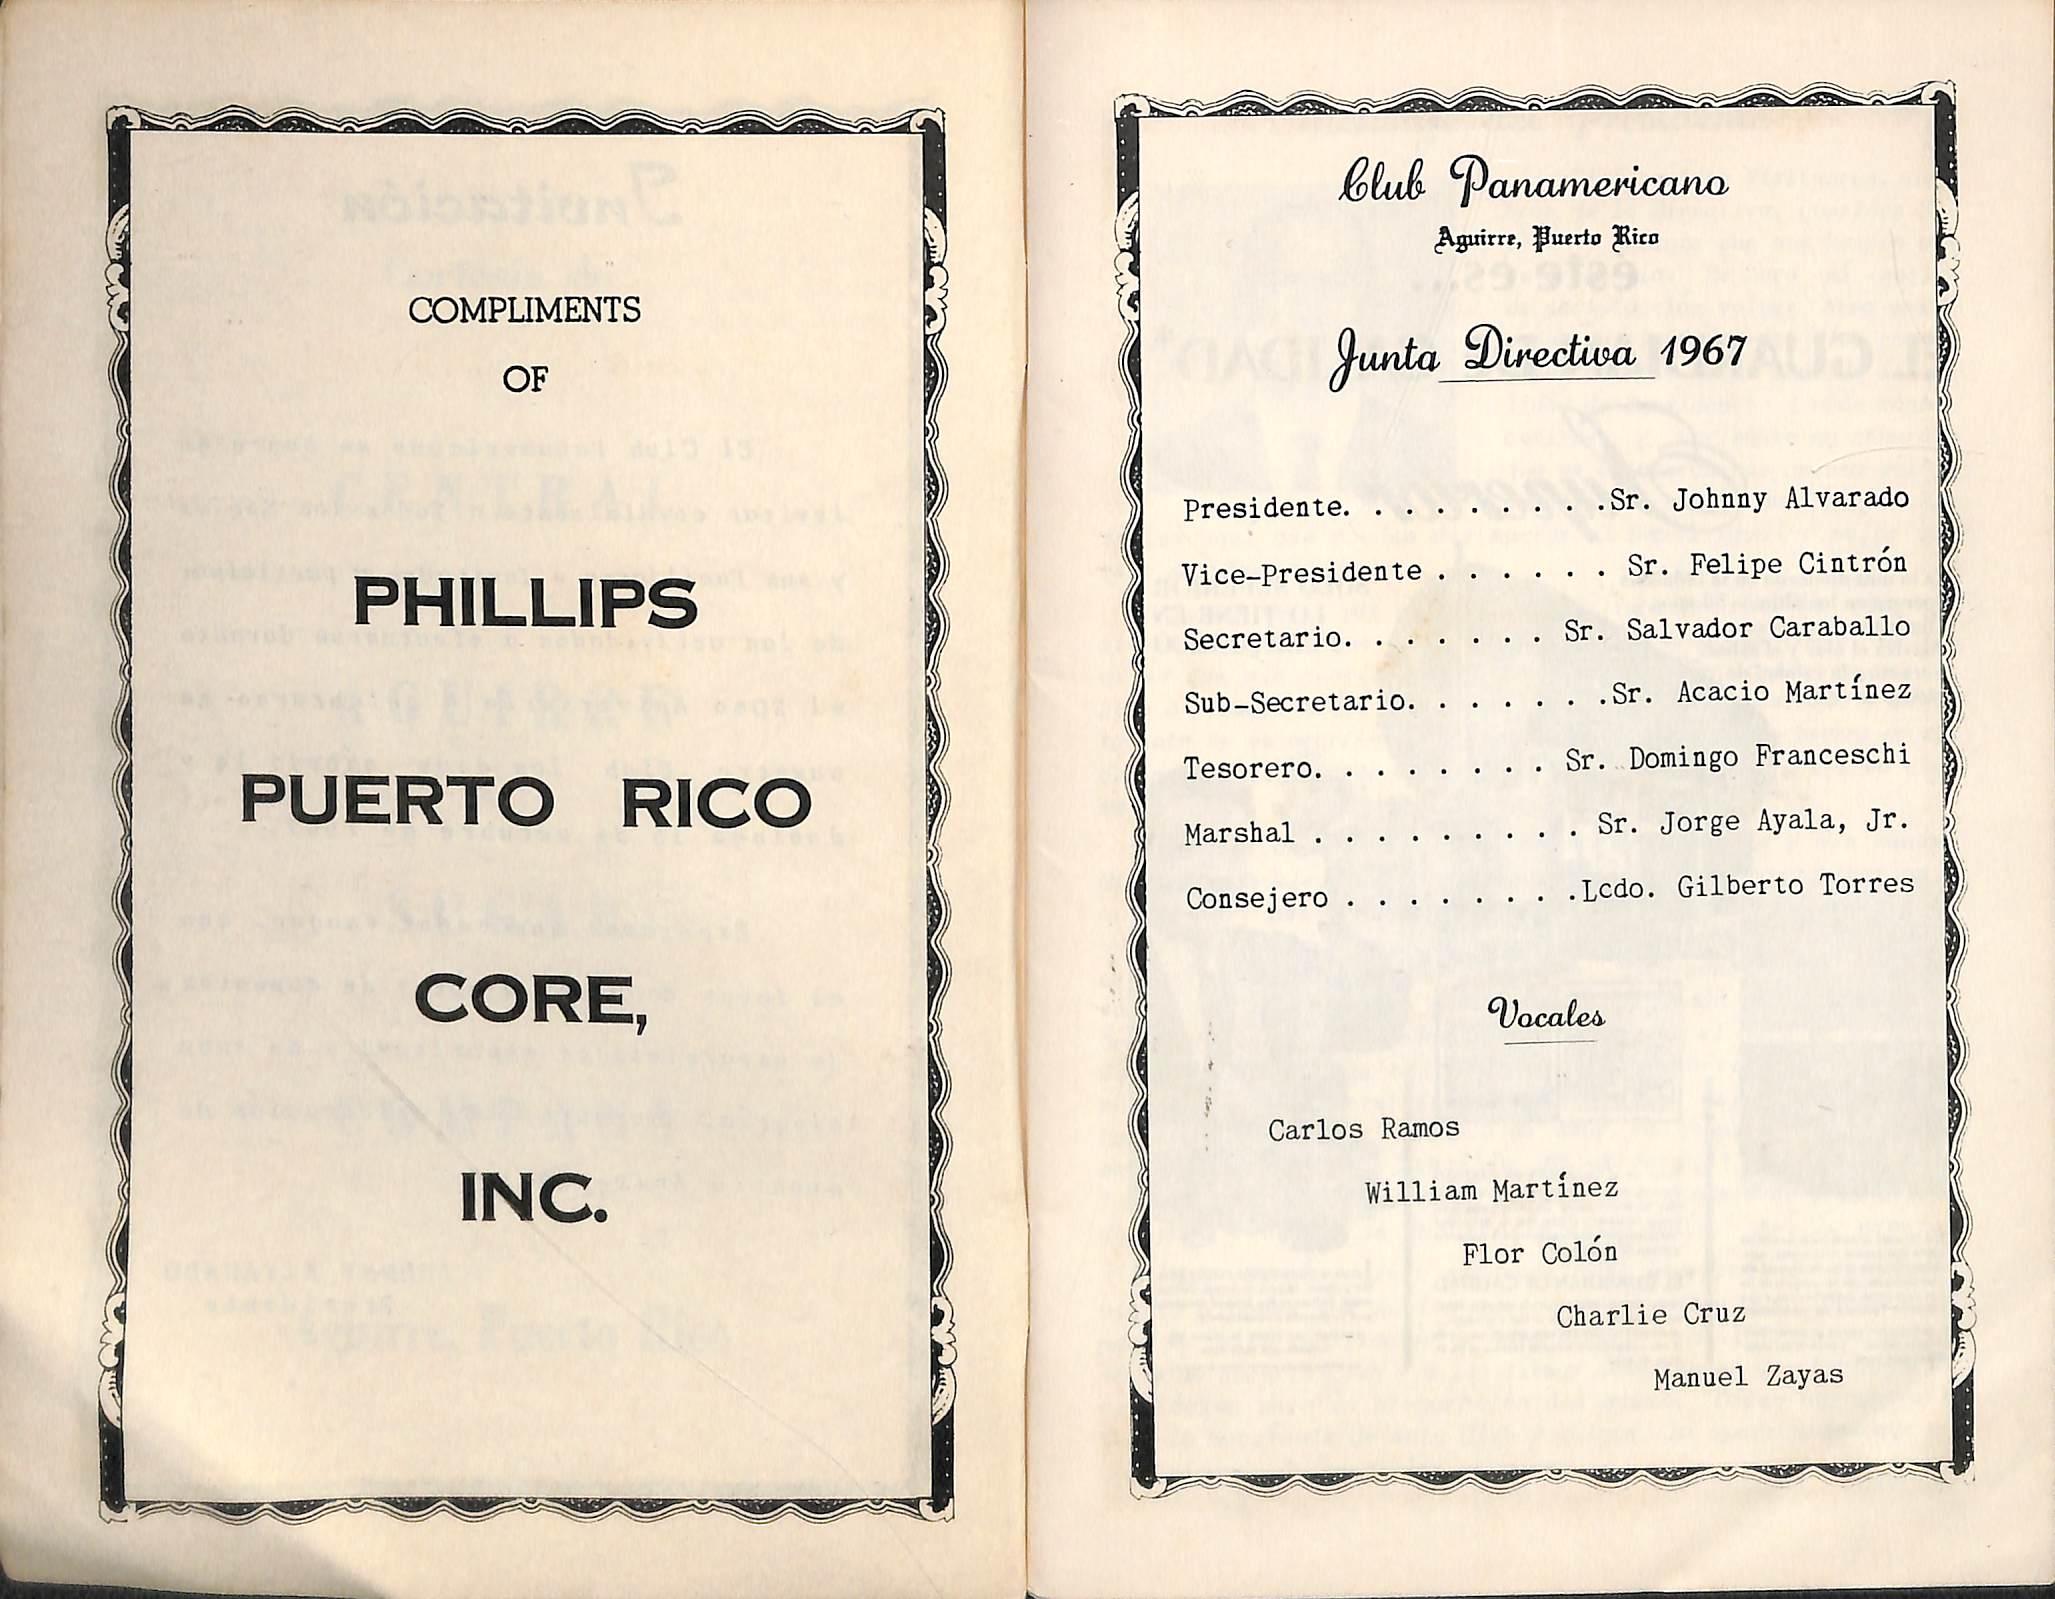 COMPLIMENTS
OF
PHILLIPS
PUERTO RICO
CORE,
INC.
Club Panamericano
Aguirre, Puerto Rico
Junta Directiva 1967
Presidente. . . . . . . . . .Sr. Johnny Alvarado
Vice-Presidente . . . . . . Sr. Felipe Cintrón
Secretario. . . . . . . Sr. Salvador Caraballo
Sub-Secretario. . . . . . .Sr. Acacio Martínez
Tesorero. . . . . . . . Sr. Domingo Franceschi
Marshal . . . . . . . . . Sr. Jorge Ayala, Jr.
Consejero . . . . . . . .Lcdo. Gilberto Torres
Vocales
Carlos Ramos
William Martínez
Flor Colón
Charlie Cruz
Manuel Zayas